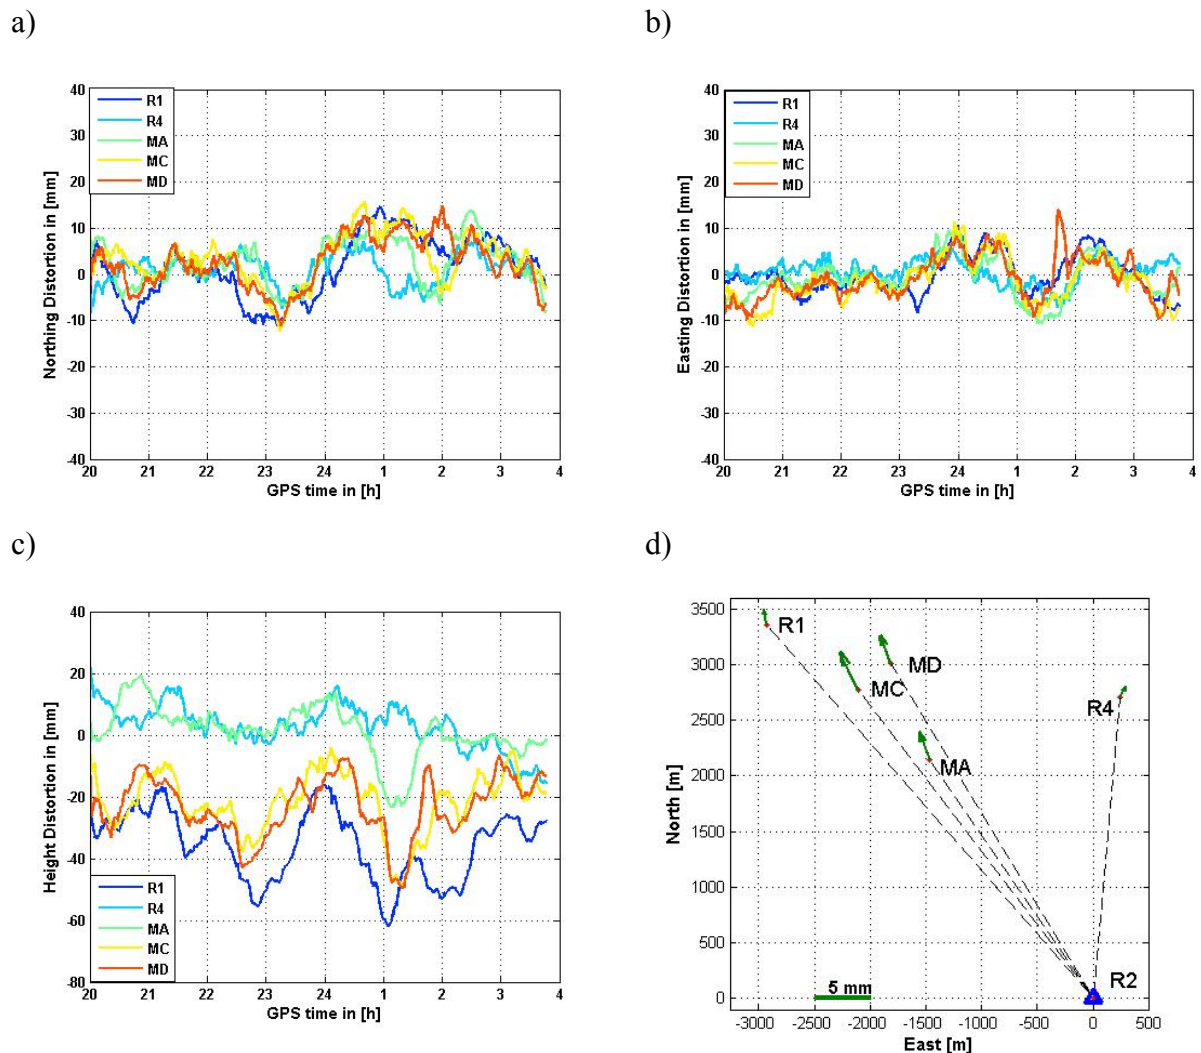 a)
b)
40
30
20
10
0
-10
-20
-30
-40
Northing Distortion in [mm]
R1
R4
MA
MC
MD
20 21 22 23 24 1 2 3 4
GPS time in [h]
40
30
20
10
0
-10
-20
-30
-40
Easting Distortion in [mm]
R1
R4
MA
MC
MD
20 21 22 23 24 1 2 3 4
GPS time in [h]
c)
d)
40
20
0
-20
-40
-60
-80
Height Distortion in [mm]
R1
R4
MA
MC
MD
20 21 22 23 24 1 2 3 4
GPS time in [h]
3500
3000
2500
2000
1500
1000
500
0
North [m]
R1
MD
MC
R4
MA
R2
5 mm
-3000 -2500 -2000 -1500 -1000 -500 0 500
East [m]